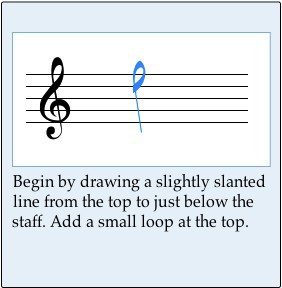 Begin by drawing a slightly slanted
line from the top to just below the
staff. Add a small loop at the top.